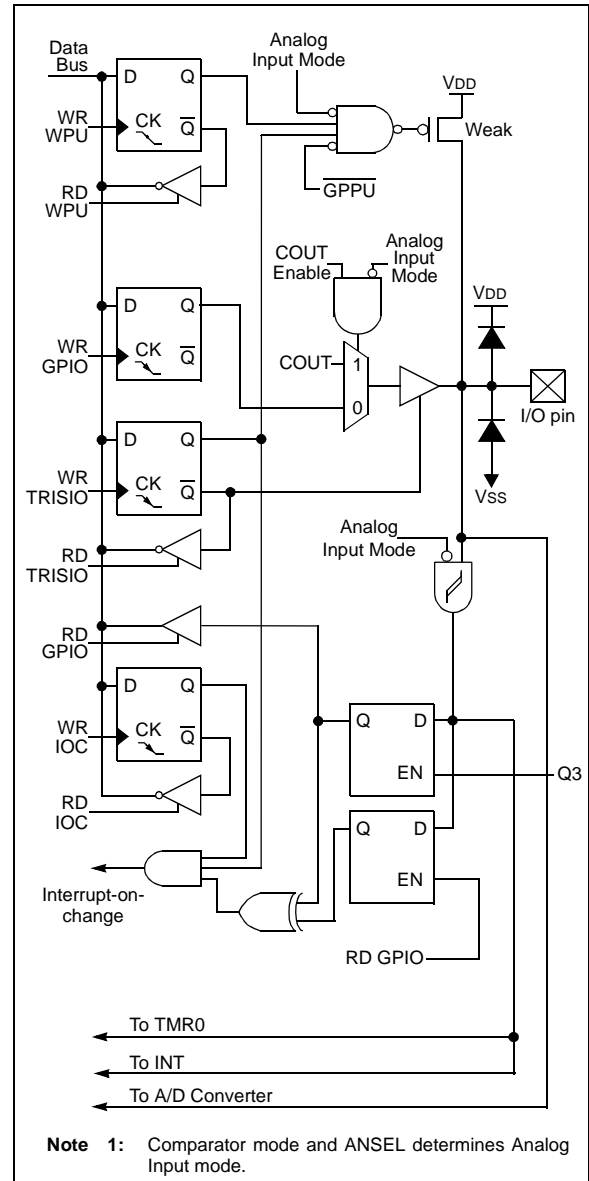 Analog
Input Mode
Data
Bus
D Q
VDD
WR
WPU
CK
Q
Weak
RD
WPU
GPPU
Analog
Input
Mode
COUT
Enable
VDD
D Q
WR
GPIO
CK
Q
COUT
1
0
I/O pin
D Q
WR
TRISIO
CK
Q
VSS
Analog
Input Mode
RD
TRISIO
RD
GPIO
D Q
Q D
WR
IOC
CK
Q
EN
Q3
RD
IOC
Q D
EN
Interrupt-on-
change
RD GPIO
To TMR0
To INT
To A/D Converter
Note 1: Comparator mode and ANSEL determines Analog
Input mode.